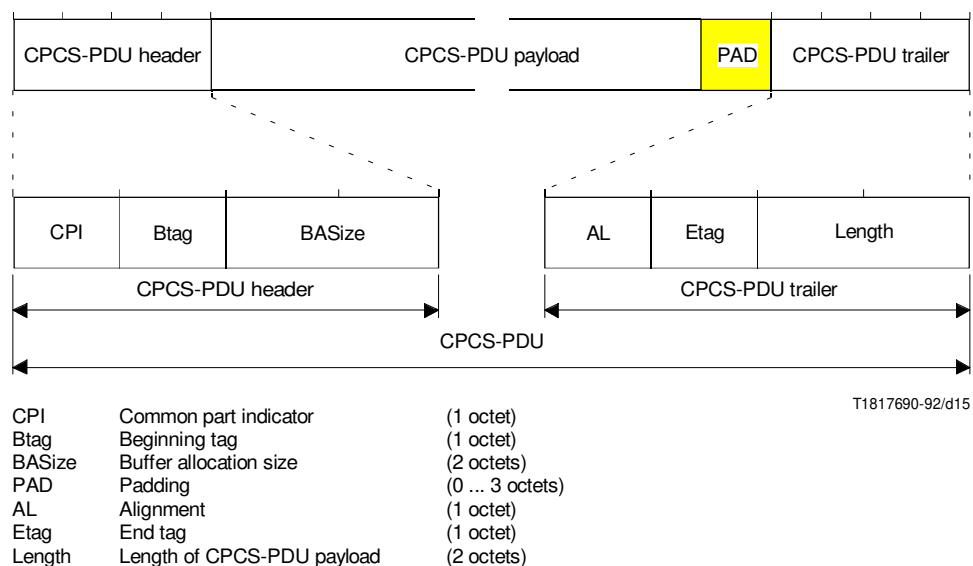 CPCS-PDU header CPCS-PDU payload PAD CPCS-PDU trailer
CPI Btag BASize AL Etag Length
CPCS-PDU header CPCS-PDU trailer
CPCS-PDU
T1817690-92/d15
CPI Common part indicator (1 octet)
Btag Beginning tag (1 octet)
BASize Buffer allocation size (2 octets)
PAD Padding (0 ... 3 octets)
AL Alignment (1 octet)
Etag End tag (1 octet)
Length Length of CPCS-PDU payload (2 octets)